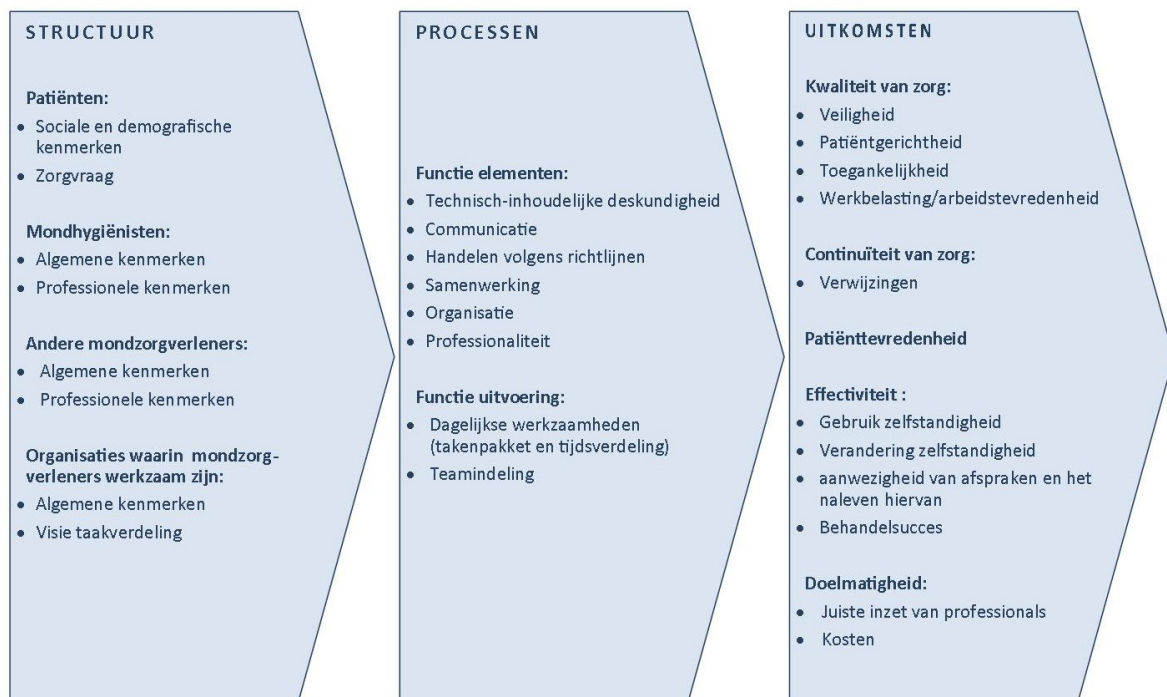 STRUCTUUR
Patiënten:
• Sociale en demografische
kenmerken
• Zorgvraag
Mondhygiënisten:
• Algemene kenmerken
• Professionele kenmerken
Andere mondzorgverleners:
• Algemene kenmerken
• Professionele kenmerken
Organisaties waarin mondzorg-
verleners werkzaam zijn:
• Algemene kenmerken
• Visie taakverdeling
PROCESSEN
Functie elementen:
• Technisch-inhoudelijke deskundigheid
• Communicatie
• Handelen volgens richtlijnen
• Samenwerking
• Organisatie
• Professionaliteit
Functie uitvoering:
• Dagelijkse werkzaamheden
(takenpakket en tijdsverdeling)
• Teamindeling
UITKOMSTEN
Kwaliteit van zorg:
• Veiligheid
• Patiëntgerichtheid
• Toegankelijkheid
• Werkbelasting/arbeidstevredenheid
Continuïteit van zorg:
• Verwijzingen
Patiënttevredenheid
Effectiviteit :
• Gebruik zelfstandigheid
• Verandering zelfstandigheid
• aanwezigheid van afspraken en het
naleven hiervan
• Behandelsucces
Doelmatigheid:
• Juiste inzet van professionals
• Kosten